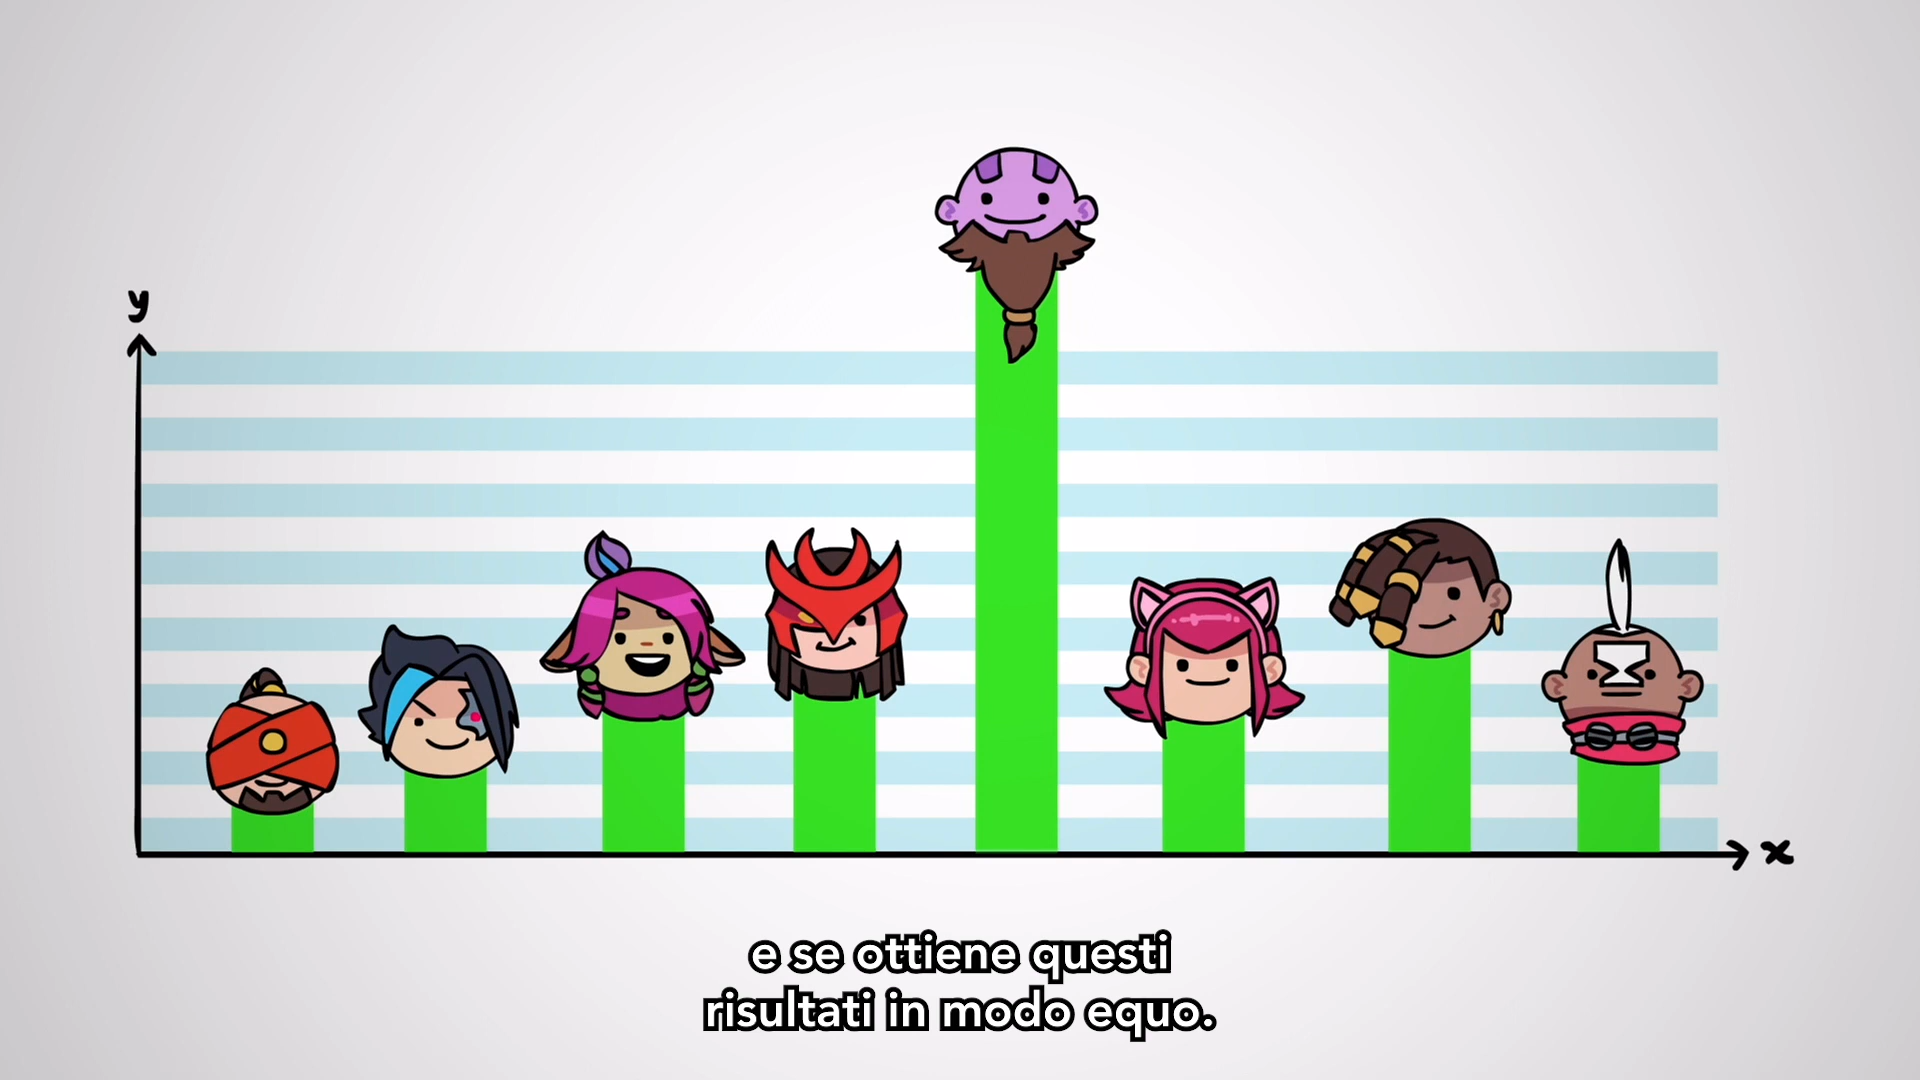 y
x
e se ottiene questi
risultati in modo equo.